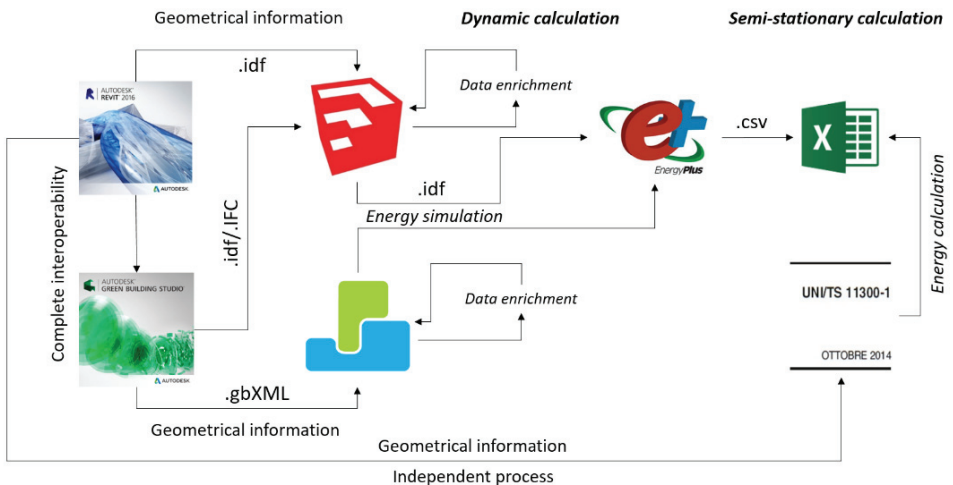 Geometrical information
Dynamic calculation
Semi-stationary calculation
.idf
AUTODESK
REVIT 2016
Data enrichment
e+
EnergyPlus
.csv
X
AUTODESK
Complete interoperability
.idf/.IFC
.idf
Energy simulation
Energy calculation
AUTODESK
GREEN BUILDING STUDIO
Data enrichment
UNI/TS 11300-1
OTTOBRE 2014
AUTODESK
.gbXML
Geometrical information
Geometrical information
Independent process